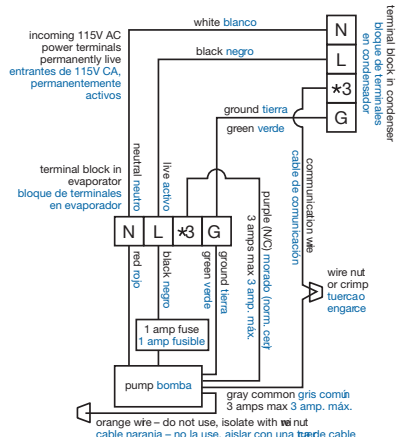 white blanco
incoming 115V AC
power terminals
permanently live
entrantes de 115V CA,
permanentemente
activos
black negro
N
L
*3
G
terminal block in condenser
bloque de terminales
en condensador
ground tierra
green verde
neutral neutro
live activo
terminal block in
evaporator
bloque de terminales
en evaporador
N L *3 G
purple (N/C) morado (norm. cerr)
3 amps max 3 amp. máx.
communication wire
cable de comunicación
red rojo
black negro
green verde
ground tierra
wire nut
or crimp
tuerca o
engarce
1 amp fuse
1 amp fusible
pump bomba
gray common gris común
3 amps max 3 amp. máx.
orange wire – do not use, isolate with wire nut
cable naranja – no la use, aislar con una de cable